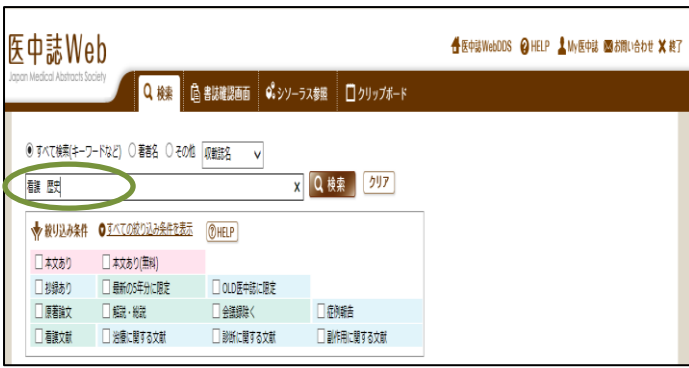 医中誌Web
Japan Medical Abstracts Society
医中誌WebDDS HELP My医中誌 お問い合わせ 終了
検索 書誌確認画面 シソーラス参照 クリップボード
すべて検索(キーワードなど) 著者名 その他 収載誌名
看護 歴史 x 検索 クリア
絞り込み条件 すべての絞り込み条件を表示 HELP
本文あり 本文あり(無料)
抄録あり 最新の5年分に限定 OLD医中誌に限定
原著論文 解説・総説 会議録除く 症例報告
看護文献 治療に関する文献 診断に関する文献 副作用に関する文献